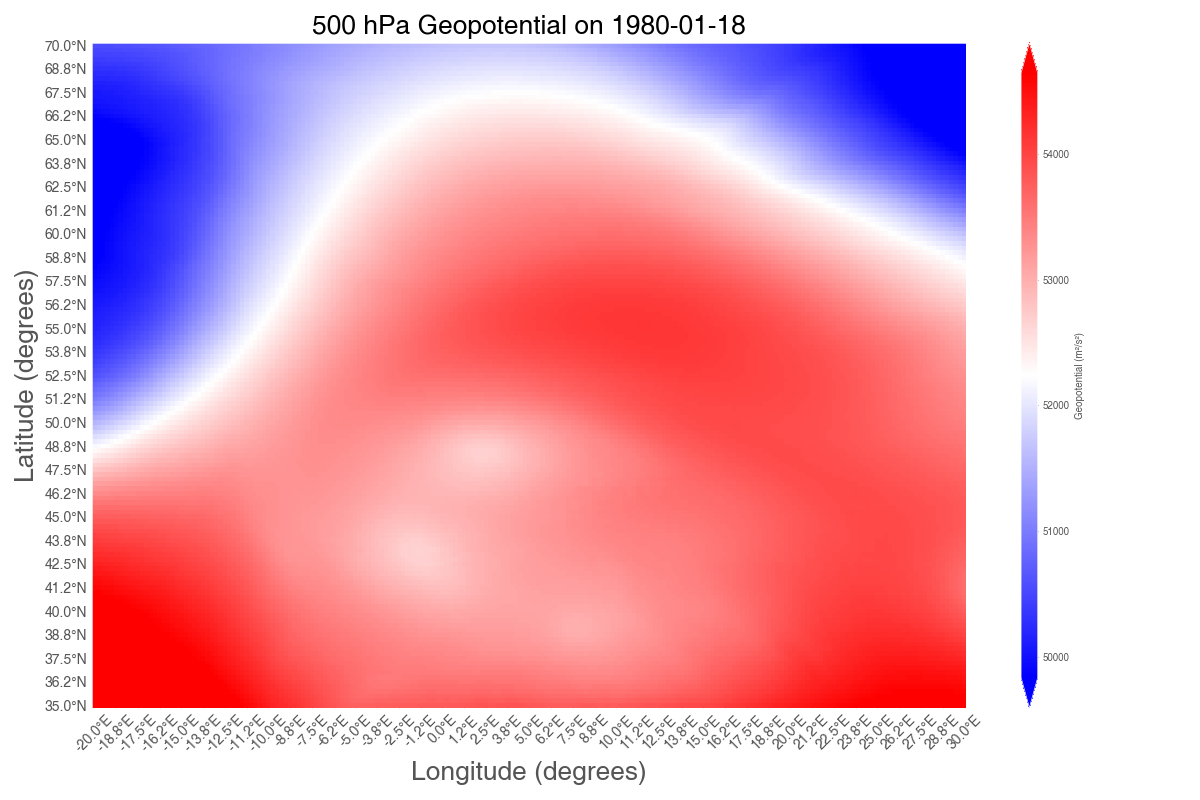 500 hPa Geopotential on 1980-01-18
70.0°N
68.8°N
67.5°N
66.2°N
65.0°N
63.8°N
62.5°N
61.2°N
60.0°N
58.8°N
57.5°N
56.2°N
55.0°N
53.8°N
52.5°N
51.2°N
50.0°N
48.8°N
47.5°N
46.2°N
45.0°N
43.8°N
42.5°N
41.2°N
40.0°N
38.8°N
37.5°N
36.2°N
35.0°N
Latitude (degrees)
-20.0°E
-18.8°E
-17.5°E
-16.2°E
-15.0°E
-13.8°E
-12.5°E
-11.2°E
-10.0°E
-8.8°E
-7.5°E
-6.2°E
-5.0°E
-3.8°E
-2.5°E
-1.2°E
0.0°E
1.2°E
2.5°E
3.8°E
5.0°E
6.2°E
7.5°E
8.8°E
10.0°E
11.2°E
12.5°E
13.8°E
15.0°E
16.2°E
17.5°E
18.8°E
20.0°E
21.2°E
22.5°E
23.8°E
25.0°E
26.2°E
27.5°E
28.8°E
30.0°E
Longitude (degrees)
54000
53000
52000
51000
50000
Geopotential (m²/s²)